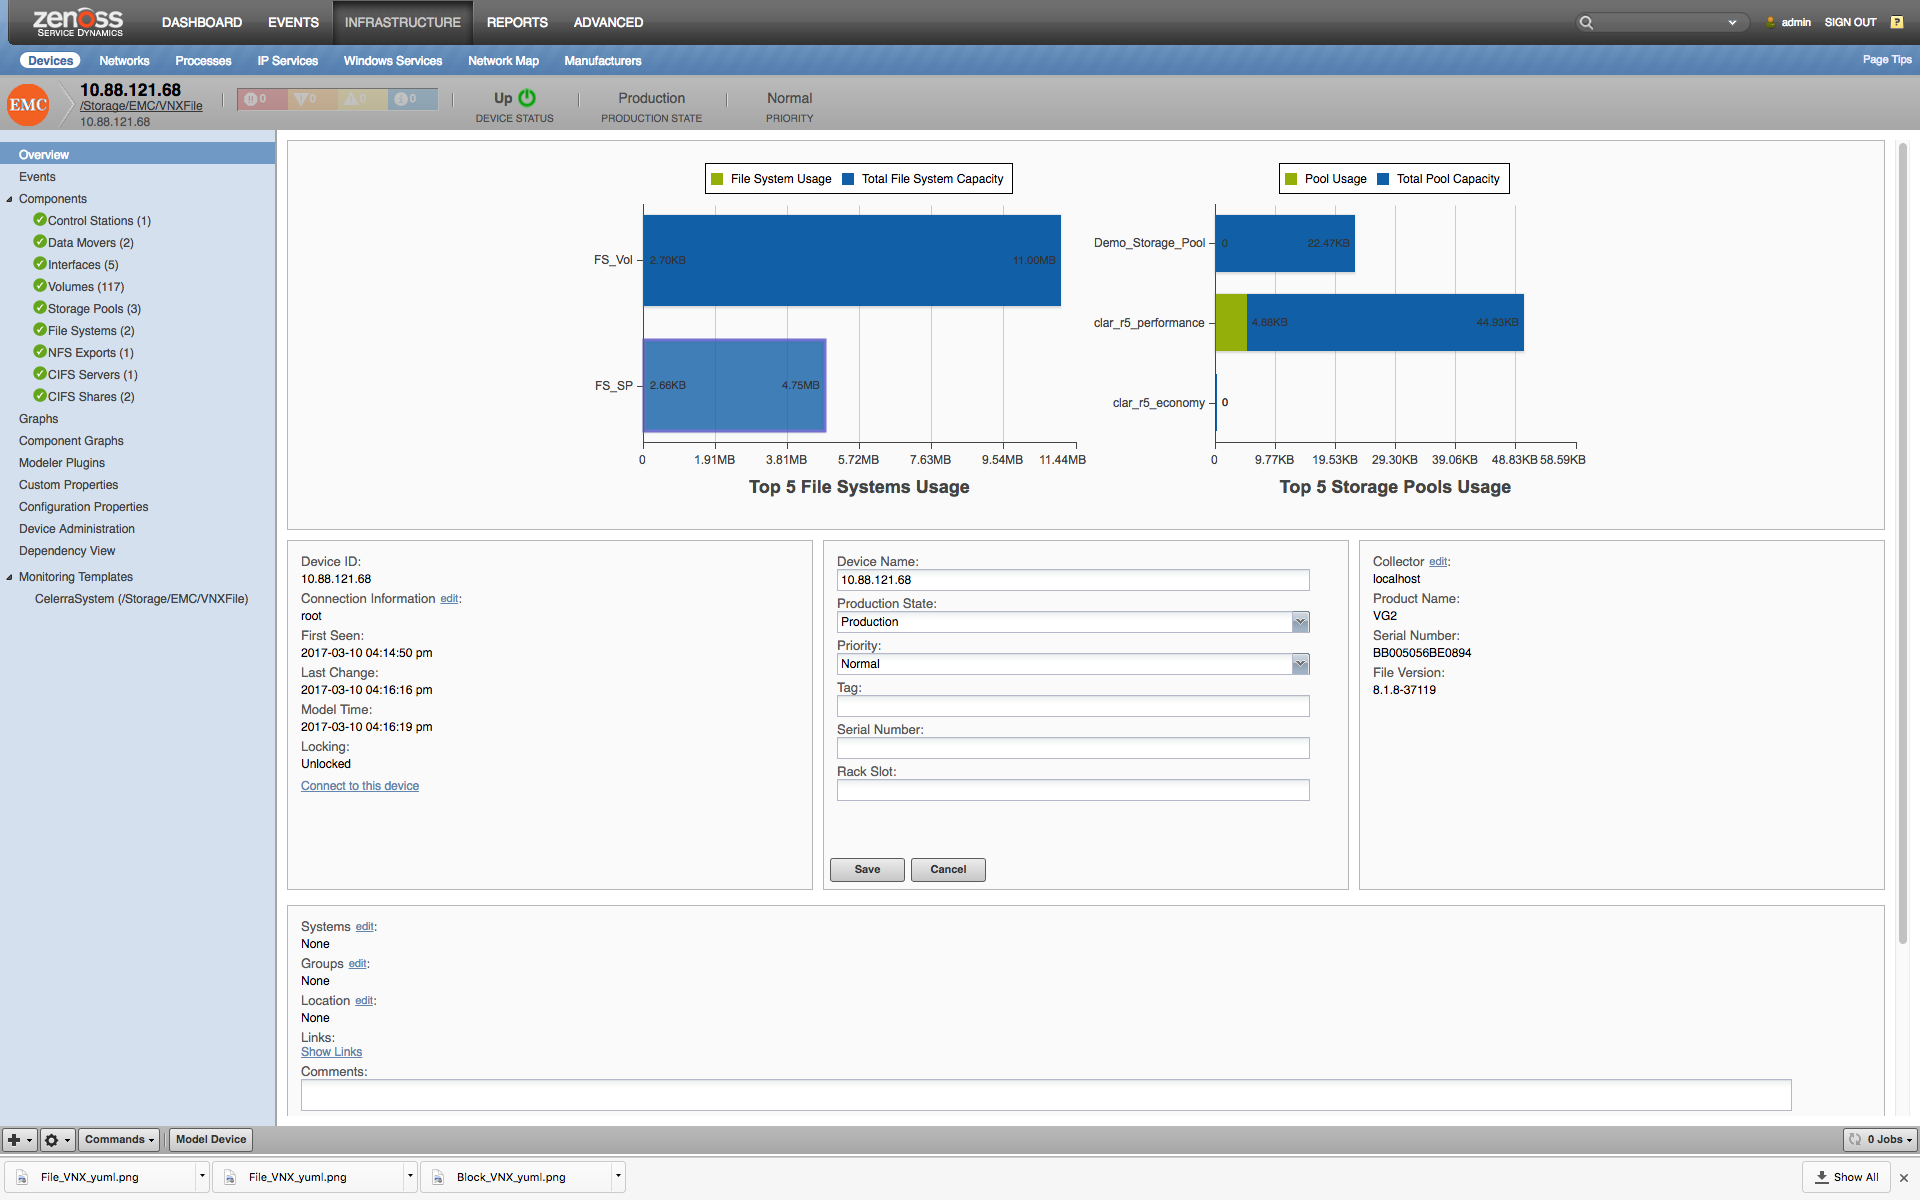 zenoss
SERVICE DYNAMICS
DASHBOARD EVENTS INFRASTRUCTURE REPORTS ADVANCED
admin SIGN OUT ?
Devices Networks Processes IP Services Windows Services Network Map Manufacturers
Page Tips
EMC
10.88.121.68
/Storage/EMC/VNXFile
10.88.121.68
0 0 0 0
Up
DEVICE STATUS
Production
PRODUCTION STATE
Normal
PRIORITY
Overview
Events
Components
Control Stations (1)
Data Movers (2)
Interfaces (5)
Volumes (117)
Storage Pools (3)
File Systems (2)
NFS Exports (1)
CIFS Servers (1)
CIFS Shares (2)
Graphs
Component Graphs
Modeler Plugins
Custom Properties
Configuration Properties
Device Administration
Dependency View
Monitoring Templates
CelerraSystem (/Storage/EMC/VNXFile)
File System Usage Total File System Capacity
FS_Vol 2.70KB 11.00MB
FS_SP 2.66KB 4.75MB
0 1.91MB 3.81MB 5.72MB 7.63MB 9.54MB 11.44MB
Top 5 File Systems Usage
Pool Usage Total Pool Capacity
Demo_Storage_Pool 0 22.47KB
clar_r5_performance 4.68KB 44.93KB
clar_r5_economy 0
0 9.77KB 19.53KB 29.30KB 39.06KB 48.83KB 58.59KB
Top 5 Storage Pools Usage
Device ID:
10.88.121.68
Connection Information edit:
root
First Seen:
2017-03-10 04:14:50 pm
Last Change:
2017-03-10 04:16:16 pm
Model Time:
2017-03-10 04:16:19 pm
Locking:
Unlocked
Connect to this device
Device Name:
10.88.121.68
Production State:
Production
Priority:
Normal
Tag:
Serial Number:
Rack Slot:
Save Cancel
Collector edit:
localhost
Product Name:
VG2
Serial Number:
BB005056BE0894
File Version:
8.1.8-37119
Systems edit:
None
Groups edit:
None
Location edit:
None
Links:
Show Links
Comments:
Commands Model Device
0 Jobs
File_VNX_yuml.png File_VNX_yuml.png Block_VNX_yuml.png
Show All